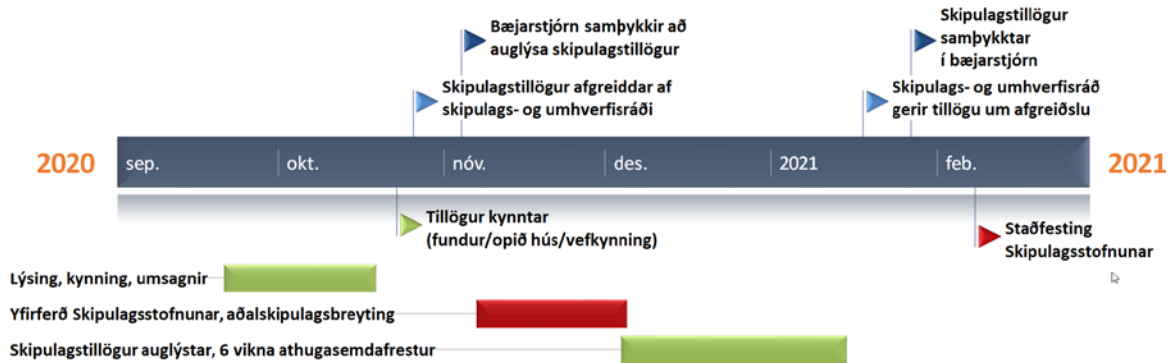 Bæjarstjórn samþykkir að
auglýsa skipulagstillögur
Skipulagstillögur
samþykktar
í bæjarstjórn
Skipulagstillögur afgreiddar af
skipulags- og umhverfisráði
Skipulags- og umhverfisráð
gerir tillögu um afgreiðslu
2020 sep. okt. nóv. des. 2021 feb. 2021
Tillögur kynntar
(fundur/opið hús/vefkynning)
Staðfesting
Skipulagsstofnunar
Lýsing, kynning, umsagnir
Yfirferð Skipulagsstofnunar, aðalskipulagsbreyting
Skipulagstillögur auglýstar, 6 vikna athugasemdafrestur